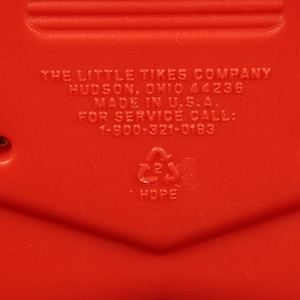 THE LITTLE TIKES COMPANY
HUDSON, OHIO 44236
MADE IN U.S.A.
FOR SERVICE CALL:
1-800-321-0183
2
HDPE